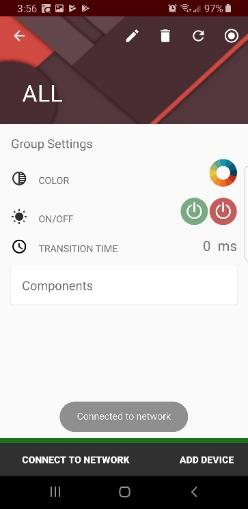 3:56 97%
ALL
Group Settings
COLOR
ON/OFF
TRANSITION TIME 0 ms
Components
Connected to network
CONNECT TO NETWORK ADD DEVICE